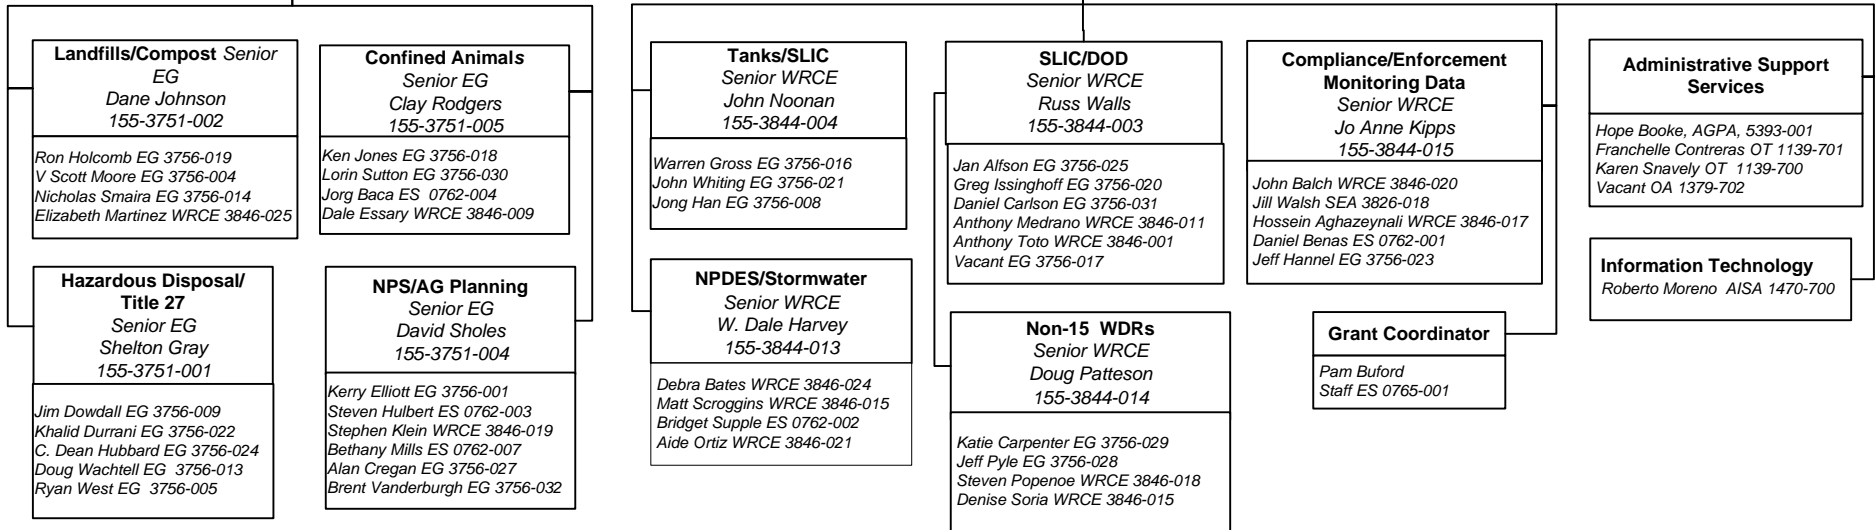 Landfills/Compost Senior
EG
Dane Johnson
155-3751-002
Ron Holcomb EG 3756-019
V Scott Moore EG 3756-004
Nicholas Smaira EG 3756-014
Elizabeth Martinez WRCE 3846-025
Confined Animals
Senior EG
Clay Rodgers
155-3751-005
Ken Jones EG 3756-018
Lorin Sutton EG 3756-030
Jorg Baca ES 0762-004
Dale Essary WRCE 3846-009
Hazardous Disposal/
Title 27
Senior EG
Shelton Gray
155-3751-001
Jim Dowdall EG 3756-009
Khalid Durrani EG 3756-022
C. Dean Hubbard EG 3756-024
Doug Wachtell EG 3756-013
Ryan West EG 3756-005
NPS/AG Planning
Senior EG
David Sholes
155-3751-004
Kerry Elliott EG 3756-001
Steven Hulbert ES 0762-003
Stephen Klein WRCE 3846-019
Bethany Mills ES 0762-007
Alan Cregan EG 3756-027
Brent Vanderburgh EG 3756-032
Tanks/SLIC
Senior WRCE
John Noonan
155-3844-004
Warren Gross EG 3756-016
John Whiting EG 3756-021
Jong Han EG 3756-008
NPDES/Stormwater
Senior WRCE
W. Dale Harvey
155-3844-013
Debra Bates WRCE 3846-024
Matt Scroggins WRCE 3846-015
Bridget Supple ES 0762-002
Aide Ortiz WRCE 3846-021
SLIC/DOD
Senior WRCE
Russ Walls
155-3844-003
Jan Alfson EG 3756-025
Greg Issinghoff EG 3756-020
Daniel Carlson EG 3756-031
Anthony Medrano WRCE 3846-011
Anthony Toto WRCE 3846-001
Vacant EG 3756-017
Non-15 WDRs
Senior WRCE
Doug Patteson
155-3844-014
Katie Carpenter EG 3756-029
Jeff Pyle EG 3756-028
Steven Popenoe WRCE 3846-018
Denise Soria WRCE 3846-015
Compliance/Enforcement
Monitoring Data
Senior WRCE
Jo Anne Kipps
155-3844-015
John Balch WRCE 3846-020
Jill Walsh SEA 3826-018
Hossein Aghazeynali WRCE 3846-017
Daniel Benas ES 0762-001
Jeff Hannel EG 3756-023
Grant Coordinator
Pam Buford
Staff ES 0765-001
Administrative Support
Services
Hope Booke, AGPA, 5393-001
Franchelle Contreras OT 1139-701
Karen Snavely OT 1139-700
Vacant OA 1379-702
Information Technology
Roberto Moreno AISA 1470-700